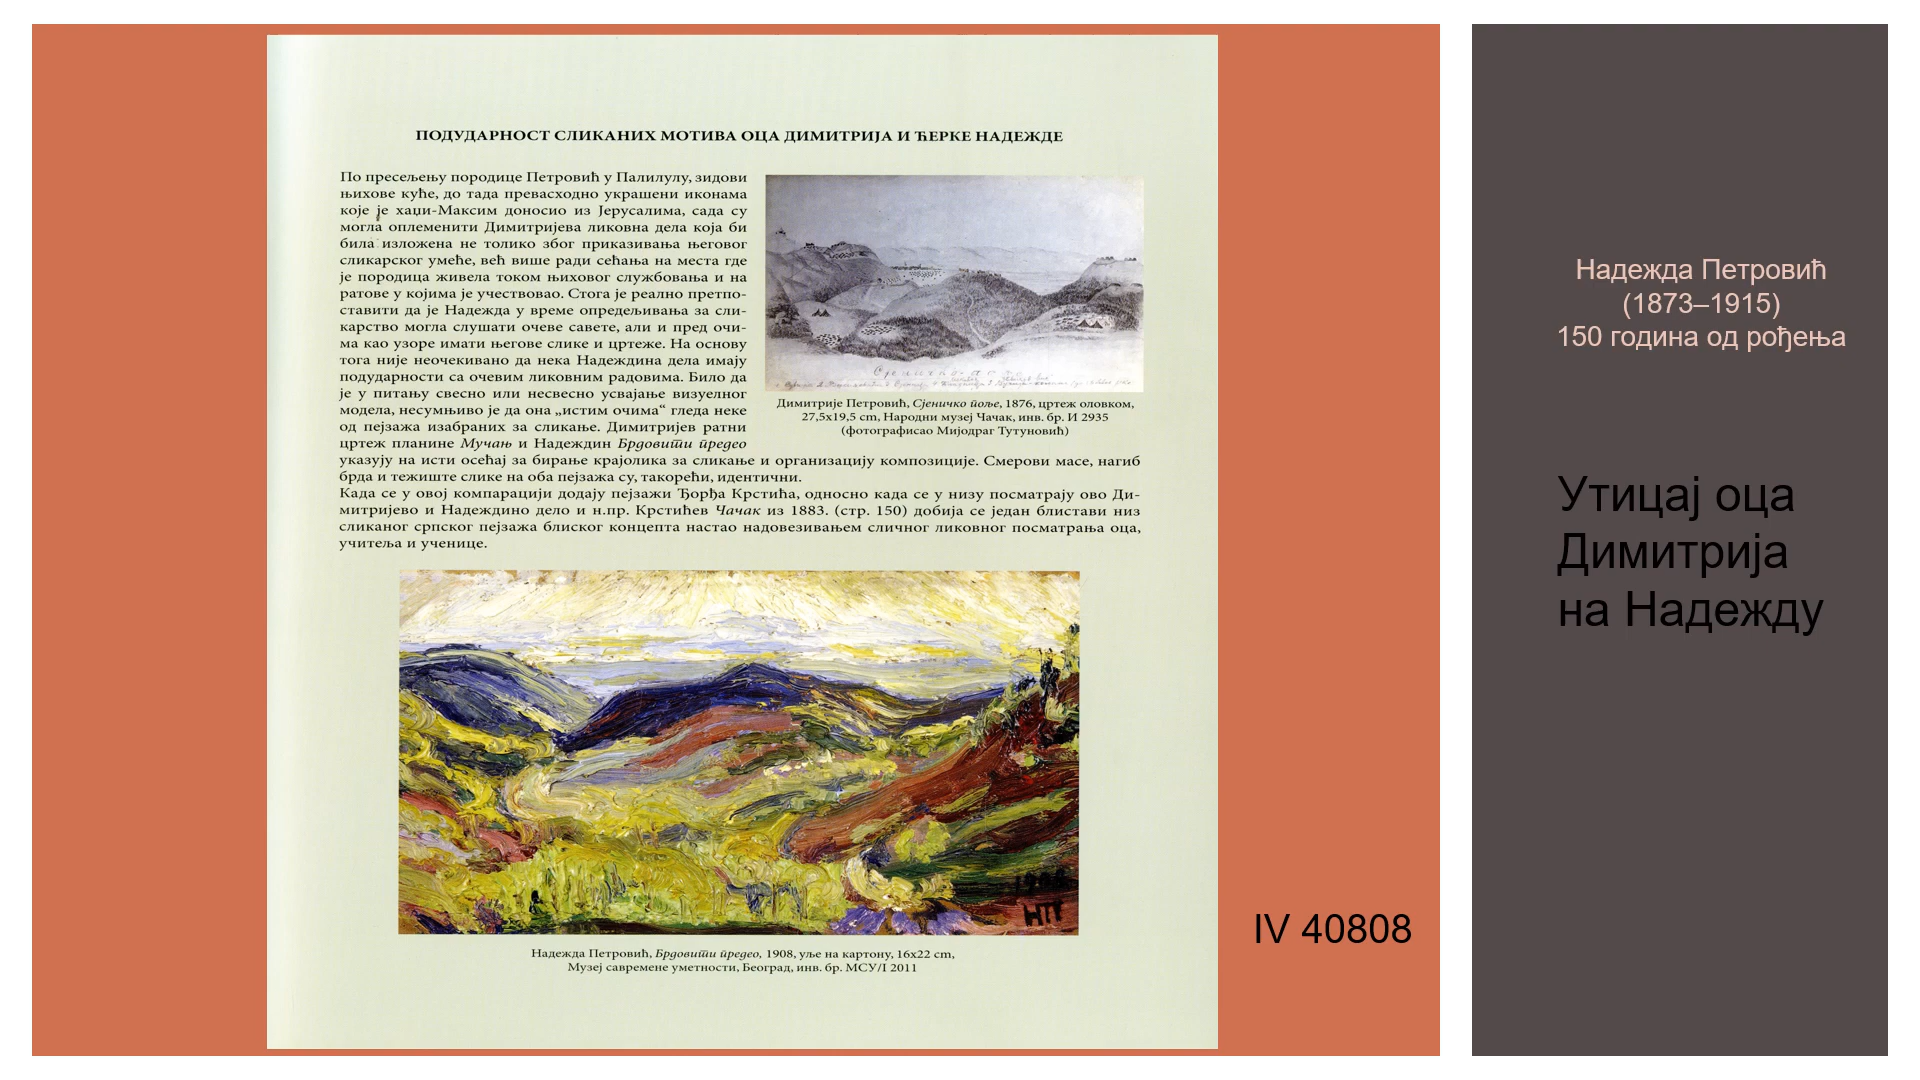 ПОДУДАРНОСТ СЛИКАНИХ МОТИВА ОЦА ДИМИТРИЈА И ЋЕРКЕ НАДЕЖДЕ
По пресељењу породице Петровић у Палилулу, зидови
њихове куће, до тада превасходно украшени иконама
које је хаџи-Максим доносио из Јерусалима, сада су
могла оплеменити Димитријева ликовна дела која би
била изложена не толико због приказивања његовог
сликарског умеће, већ више ради сећања на места где
је породица живела током њиховог службовања и на
ратове у којима је учествовао. Стога је реално претпо-
ставити да је Надежда у време опредељивања за сли-
карство могла слушати очеве савете, али и пред очи-
ма као узоре имати његове слике и цртеже. На основу
тога није неочекивано да нека Надеждина дела имају
подударности са очевим ликовним радовима. Било да
је у питању свесно или несвесно усвајање визуелног
модела, несумњиво је да она „истим очима“ гледа неке
од пејзажа изабраних за сликање. Димитријев ратни
цртеж планине Мучањ и Надеждин Брдовити предео
указују на исти осећај за бирање крајолика за сликање и организацију композиције. Смерови масе, нагиб
брда и тежиште слике на оба пејзажа су, такорећи, идентични.
Када се у овој компарацији додају пејзажи Ђорђа Крстића, односно када се у низу посматрају ово Ди-
митријево и Надеждино дело и н.пр. Крстићев Чачак из 1883. (стр. 150) добија се један блистави низ
сликаног српског пејзажа блиског концепта настао надовезивањем сличног ликовног посматрања оца,
учитеља и ученице.
Димитрије Петровић, Сјеничко поље, 1876, цртеж оловком,
27,5x19,5 cm, Народни музеј Чачак, инв. бр. И 2935
(фотографисао Мијодраг Тутуновић)
1908
НП
Надежда Петровић, Брдовити предео, 1908, уље на картону, 16x22 cm,
Музеј савремене уметности, Београд, инв. бр. МСУ/I 2011
IV 40808
Надежда Петровић
(1873–1915)
150 година од рођења
Утицај оца
Димитрија
на Надежду